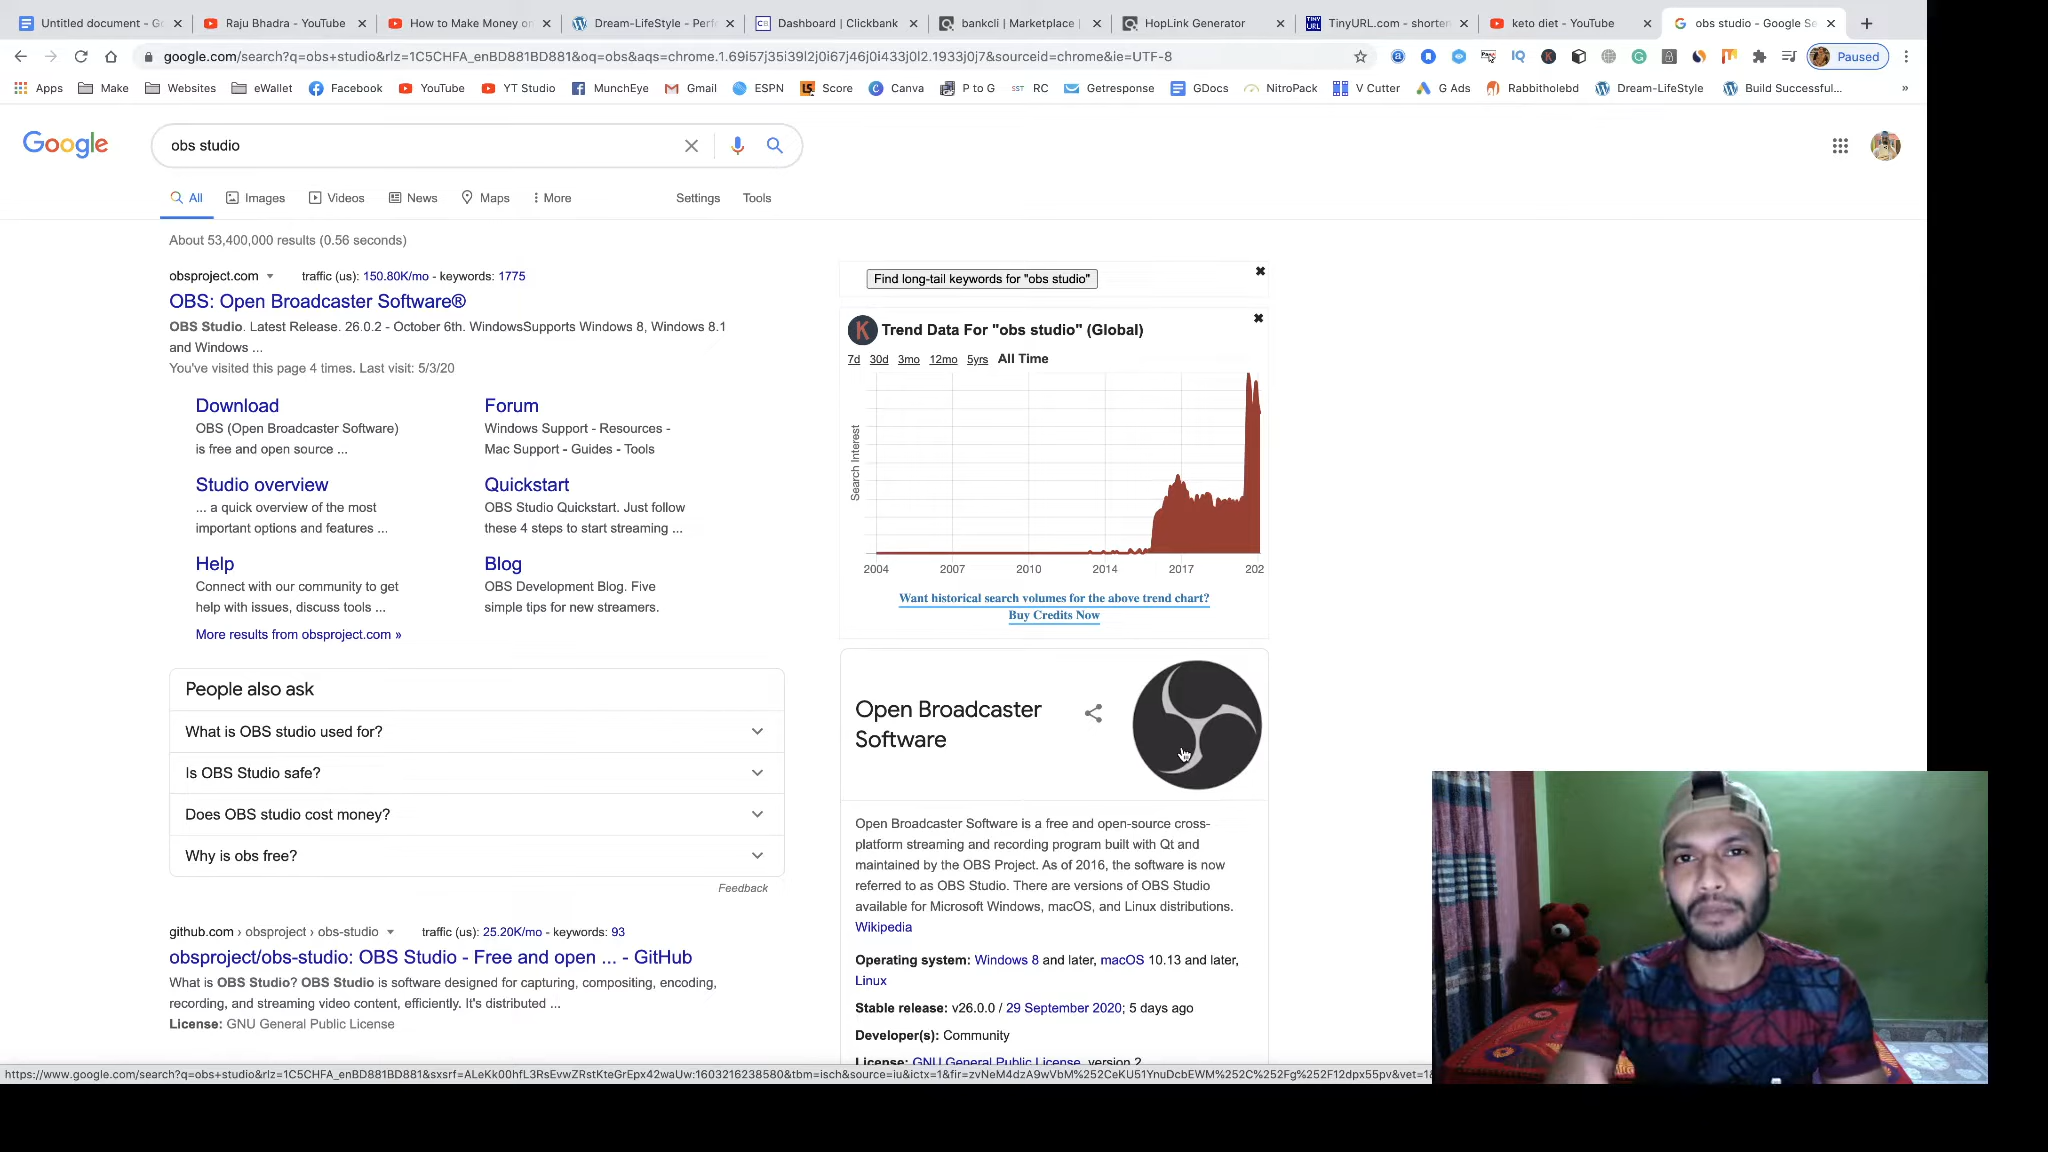 Untitled document - G
Raju Bhadra - YouTube
How to Make Money on
Dream-LifeStyle - Perf
Dashboard | Clickbank
bankcli | Marketplace |
HopLink Generator
TinyURL.com - shorten
keto diet - YouTube
obs studio - Google Se
google.com/search?q=obs+studio&rlz=1C5CHFA_enBD881BD881&oq=obs&aqs=chrome.1.69i57j35i39l2j0i67j46j0i433j0l2.1933j0j7&sourceid=chrome&ie=UTF-8
Paused
Apps Make Websites eWallet Facebook YouTube YT Studio MunchEye Gmail ESPN Score Canva P to G RC Getresponse GDocs NitroPack V Cutter G Ads Rabbitholebd Dream-LifeStyle Build Successful... »
Google
obs studio
All Images Videos News Maps More Settings Tools
About 53,400,000 results (0.56 seconds)
obsproject.com traffic (us): 150.80K/mo - keywords: 1775
OBS: Open Broadcaster Software®
OBS Studio. Latest Release. 26.0.2 - October 6th. WindowsSupports Windows 8, Windows 8.1
and Windows ...
You've visited this page 4 times. Last visit: 5/3/20
Download
OBS (Open Broadcaster Software)
is free and open source ...
Forum
Windows Support - Resources -
Mac Support - Guides - Tools
Studio overview
... a quick overview of the most
important options and features ...
Quickstart
OBS Studio Quickstart. Just follow
these 4 steps to start streaming ...
Help
Connect with our community to get
help with issues, discuss tools ...
Blog
OBS Development Blog. Five
simple tips for new streamers.
More results from obsproject.com »
People also ask
What is OBS studio used for?
Is OBS Studio safe?
Does OBS studio cost money?
Why is obs free?
Feedback
github.com › obsproject › obs-studio traffic (us): 25.20K/mo - keywords: 93
obsproject/obs-studio: OBS Studio - Free and open ... - GitHub
What is OBS Studio? OBS Studio is software designed for capturing, compositing, encoding,
recording, and streaming video content, efficiently. It's distributed ...
License: GNU General Public License
Find long-tail keywords for "obs studio"
Trend Data For "obs studio" (Global)
7d 30d 3mo 12mo 5yrs All Time
Search Interest
2004 2007 2010 2014 2017 202
Want historical search volumes for the above trend chart?
Buy Credits Now
Open Broadcaster
Software
Open Broadcaster Software is a free and open-source cross-
platform streaming and recording program built with Qt and
maintained by the OBS Project. As of 2016, the software is now
referred to as OBS Studio. There are versions of OBS Studio
available for Microsoft Windows, macOS, and Linux distributions.
Wikipedia
Operating system: Windows 8 and later, macOS 10.13 and later,
Linux
Stable release: v26.0.0 / 29 September 2020; 5 days ago
Developer(s): Community
License: GNU General Public License, version 2